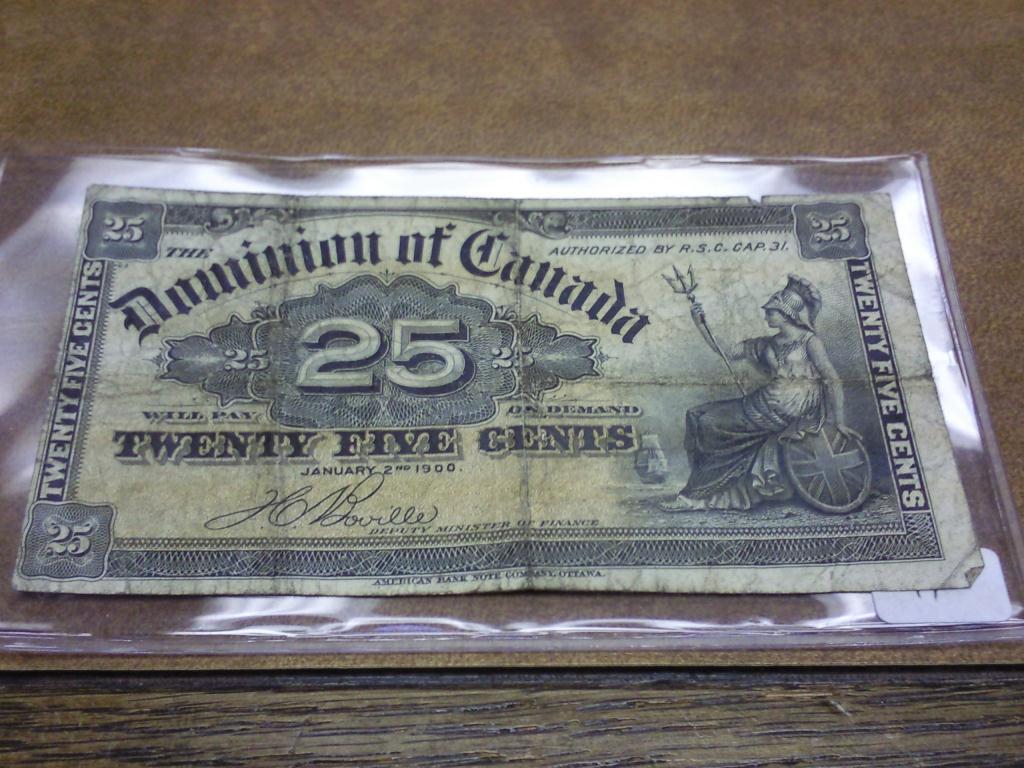 25
25
THE
AUTHORIZED BY R.S.C. CAP. 31.
Dominion of Canada
TWENTY FIVE CENTS
25
25
25
TWENTY FIVE CENTS
WILL PAY
ON DEMAND
TWENTY FIVE CENTS
JANUARY 2ND 1900.
H C Boville
DEPUTY MINISTER OF FINANCE
25
AMERICAN BANK NOTE COMPANY, OTTAWA.